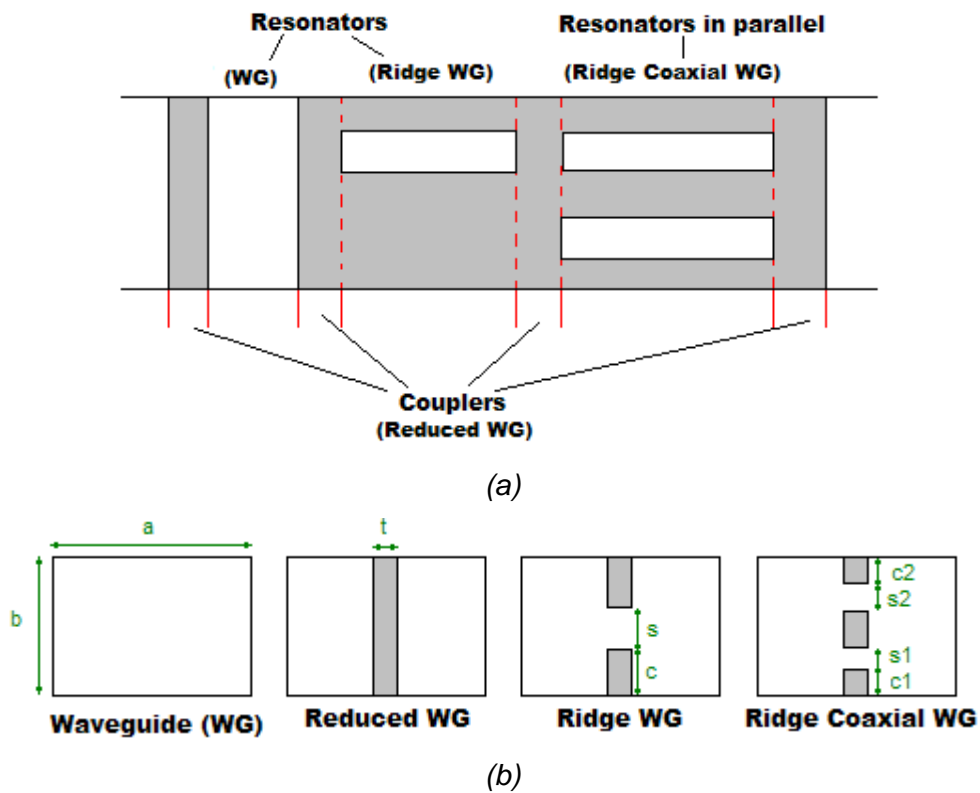 Resonators
Resonators in parallel
(WG)
(Ridge WG)
(Ridge Coaxial WG)
Couplers
(Reduced WG)
(a)
a
t
b
c2
s2
s
s1
c
c1
Waveguide (WG)
Reduced WG
Ridge WG
Ridge Coaxial WG
(b)